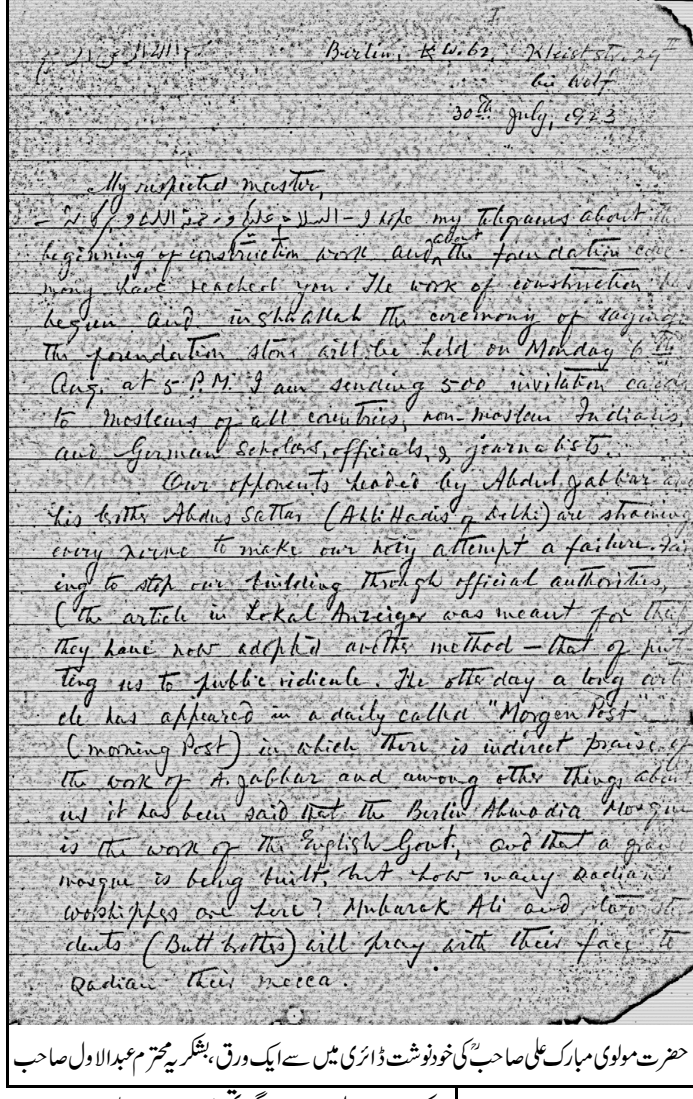 I
Berlin, K.W. 62, Kleiststr. 29 II
bei Wolf
30th July, 1923
My respected master,
السلام علیکم ورحمۃ اللہ وبرکاتہ - I hope my telegrams about the
beginning of construction work and about the foundation cere
mony have reached you. The work of construction has
begun and inshaallah the ceremony of laying
the foundation stone will be held on Monday 6th
Aug. at 5 P.M. I am sending 500 invitation cards
to moslems of all countries, non-moslem Indians,
and German scholars, officials, & journalists.
Our opponents headed by Abdul Jabbar and
his brother Abdus Sattar (Ahli Hadis of Delhi) are straining
every nerve to make our holy attempt a failure. Fail
ing to stop our building through official authorities,
(the article in Lokal Anzeiger was meant for that
they have now adopted another method — that of put
ting us to public ridicule. The other day a long arti
cle has appeared in a daily called "Morgen Post"
(morning Post) in which there is indirect praise of
the work of A. Jabbar and among other things about
us it has been said that the Berlin Ahmadia Mosque
is the work of the English Govt., and that a grand
mosque is being built, but how many Qadiani
worshippers are here? Mubarak Ali and two stu
dents (Butt brothers) will pray with their face to
Qadian their mecca.
حضرت مولوی مبارک علی صاحبؓ کی خودنوشت ڈائری میں سے ایک ورق، بشکریہ محترم عبدالاول صاحب